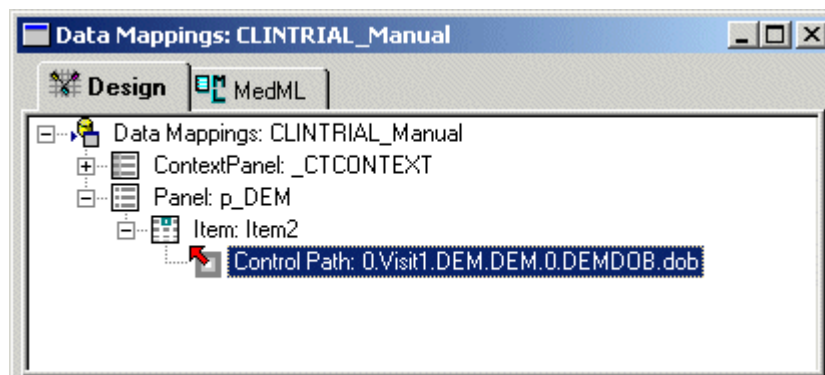 Data Mappings: CLINTRIAL_Manual
Design MedML
Data Mappings: CLINTRIAL_Manual
ContextPanel: _CTCONTEXT
Panel: p_DEM
Item: Item2
Control Path: 0.Visit1.DEM.DEM.0.DEMDOB.dob